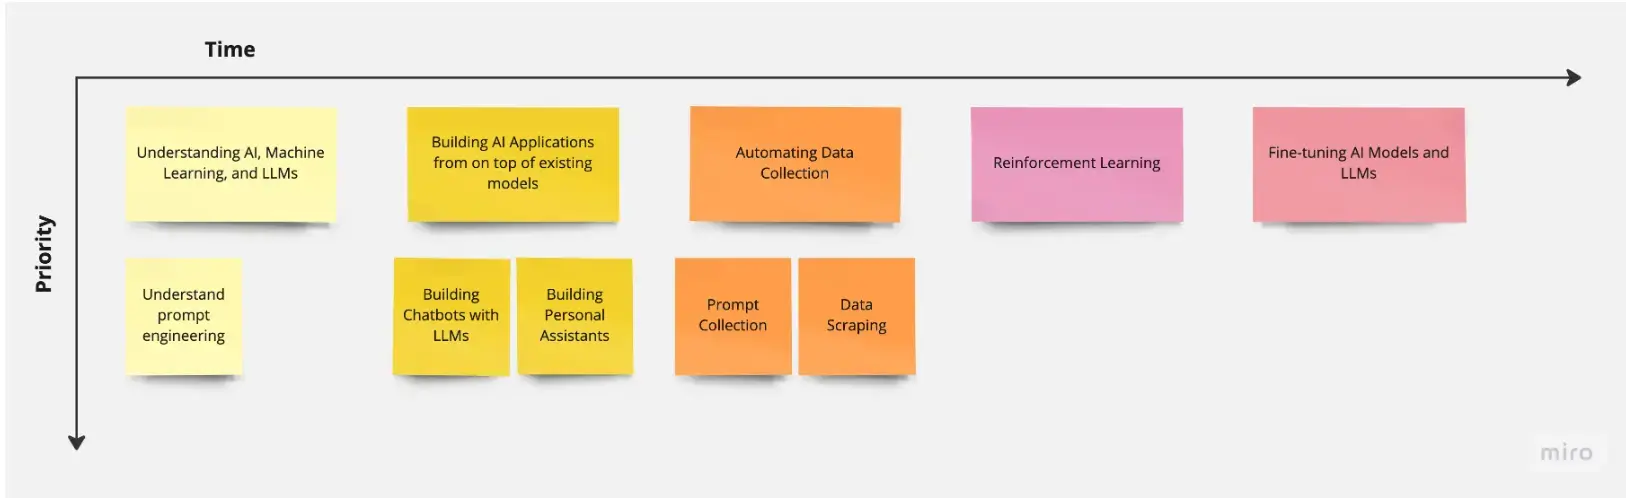 Time
Priority
Understanding AI, Machine
Learning, and LLMs
Building AI Applications
from on top of existing
models
Automating Data
Collection
Reinforcement Learning
Fine-tuning AI Models and
LLMs
Understand
prompt
engineering
Building
Chatbots with
LLMs
Building
Personal
Assistants
Prompt
Collection
Data
Scraping
miro